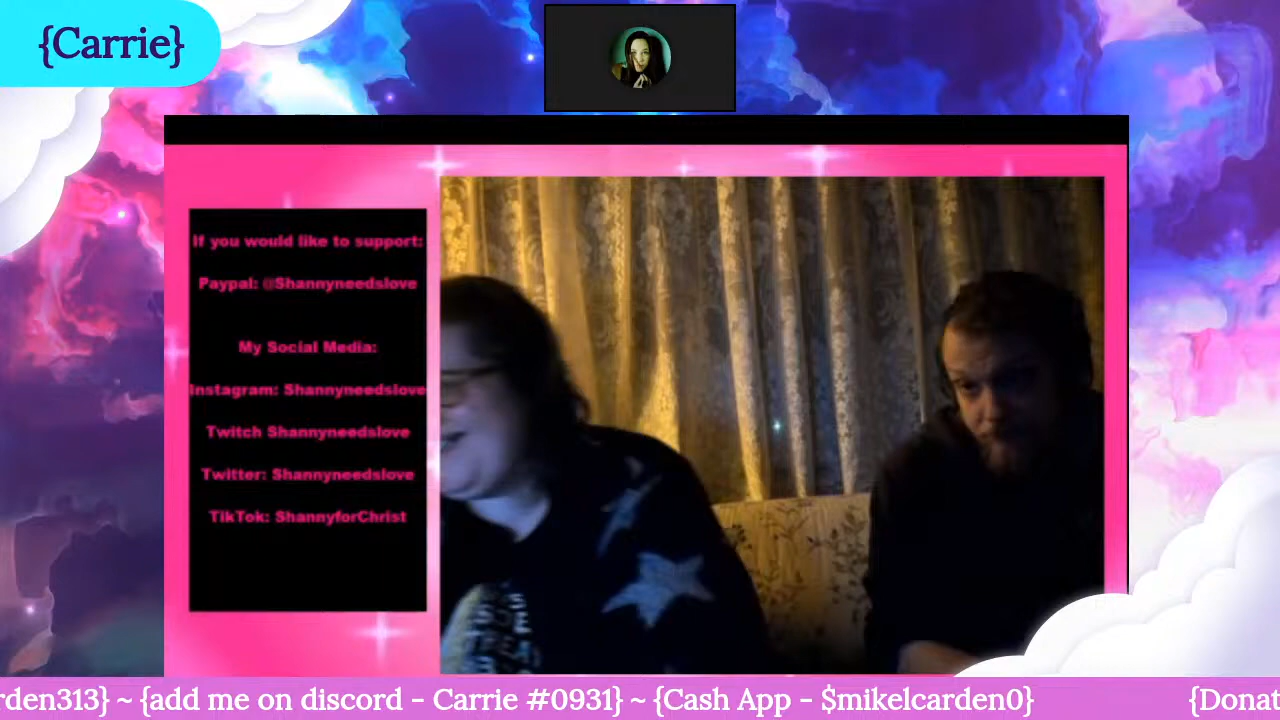 {Carrie}
If you would like to support:
Paypal: @Shannyneedslove
My Social Media:
Instagram: Shannyneedslove
Twitch Shannyneedslove
Twitter: Shannyneedslove
TikTok: ShannyforChrist
rden313} ~ {add me on discord - Carrie #0931} ~ {Cash App - $mikelcarden0} {Donat